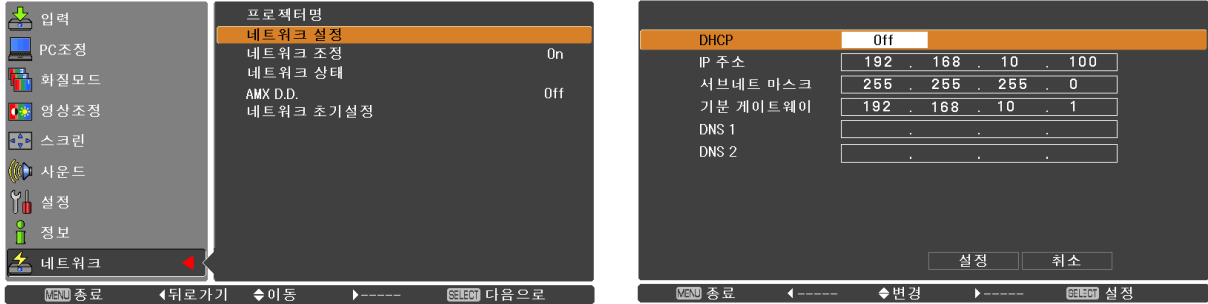 입력
PC조정
화질모드
영상조정
스크린
사운드
설정
정보
네트워크
프로젝터명
네트워크 설정
네트워크 조정 On
네트워크 상태
AMX D.D. Off
네트워크 초기설정
MENU 종료 뒤로가기 이동 ----- SELECT 다음으로
DHCP Off
IP 주소 192 . 168 . 10 . 100
서브네트 마스크 255 . 255 . 255 . 0
기분 게이트웨이 192 . 168 . 10 . 1
DNS 1 . . .
DNS 2 . . .
설정 취소
MENU 종료 ----- 변경 ----- SELECT 설정